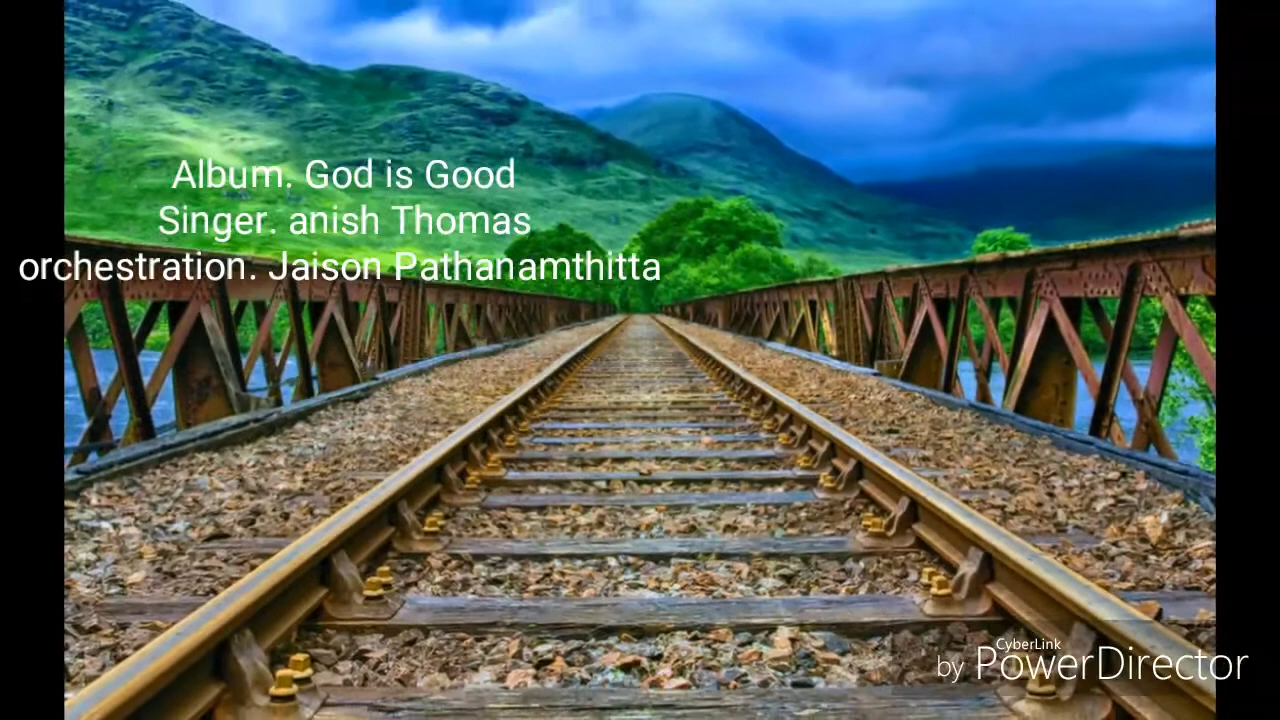 Album. God is Good
Singer. anish Thomas
orchestration. Jaison Pathanamthitta
CyberLink
by PowerDirector